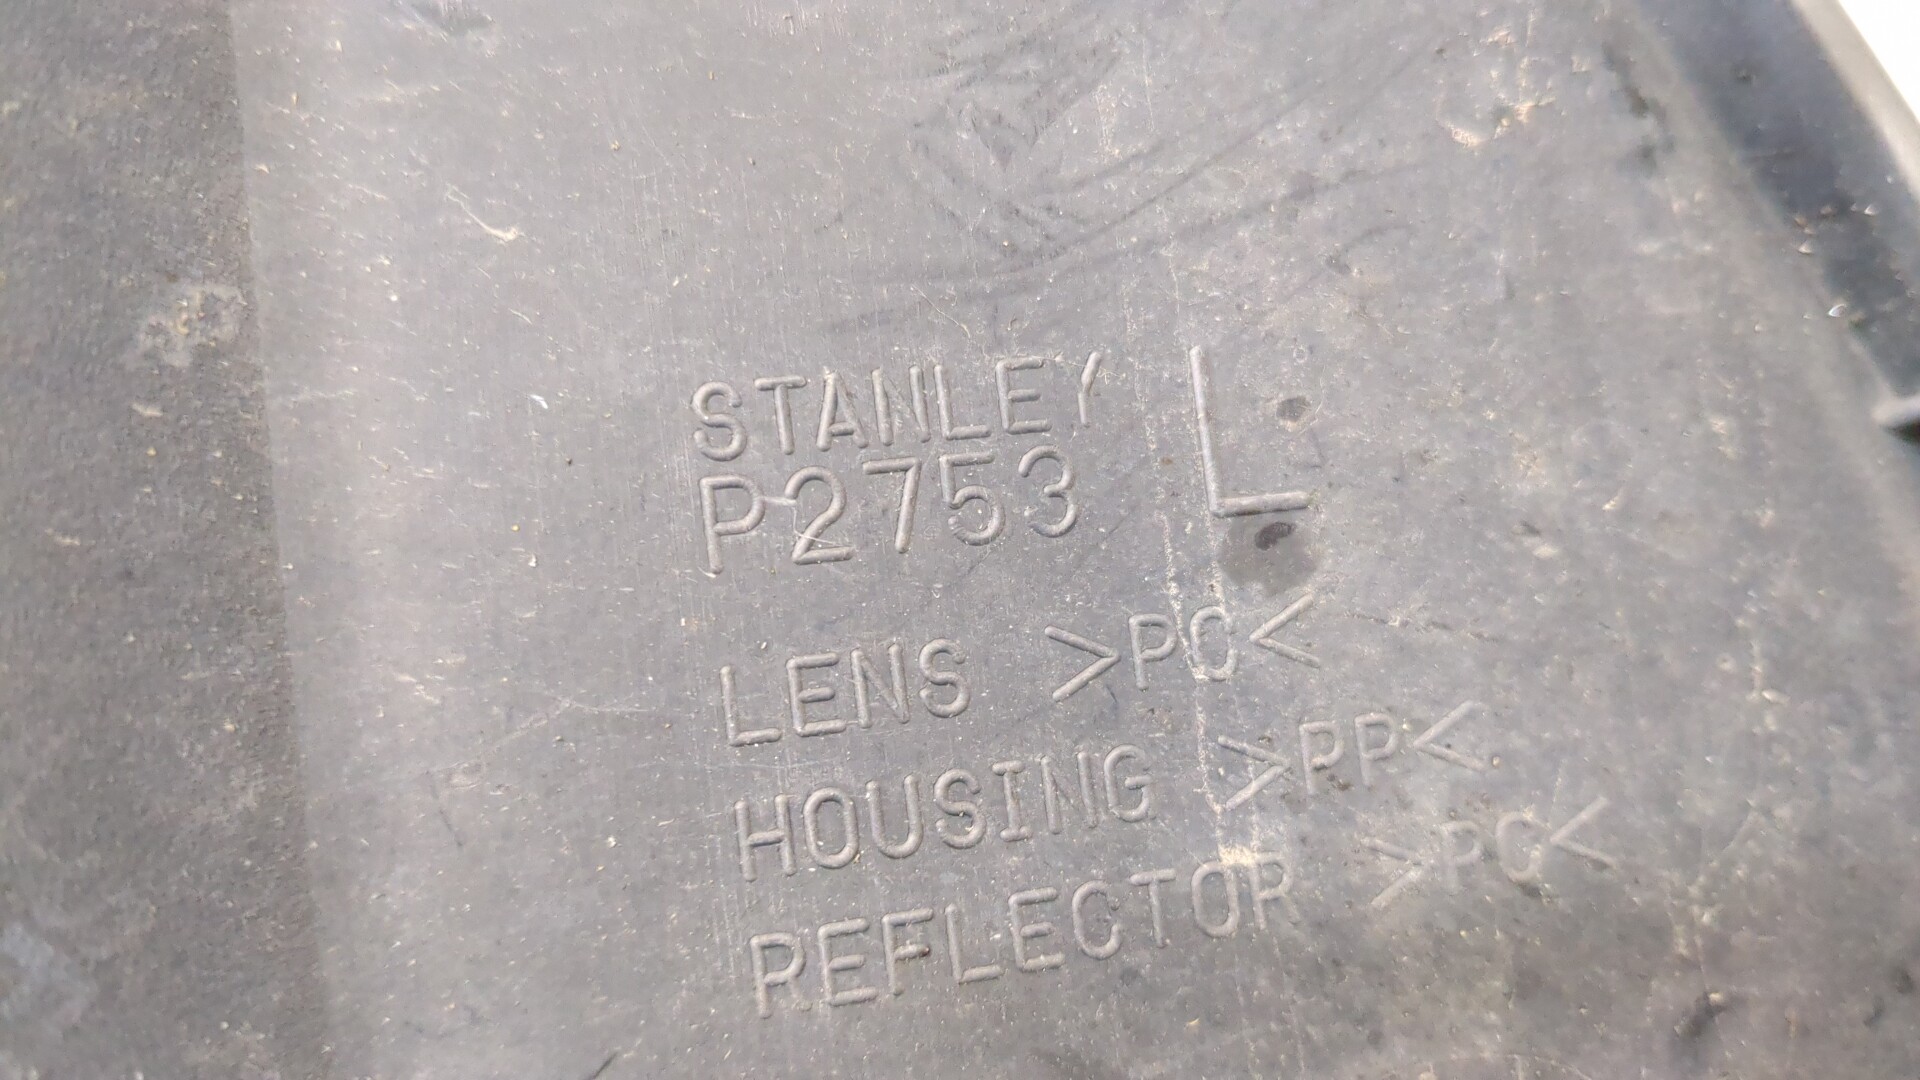 STANLEY L
P2753
LENS >PC<
HOUSING >PP<
REFLECTOR >PC<